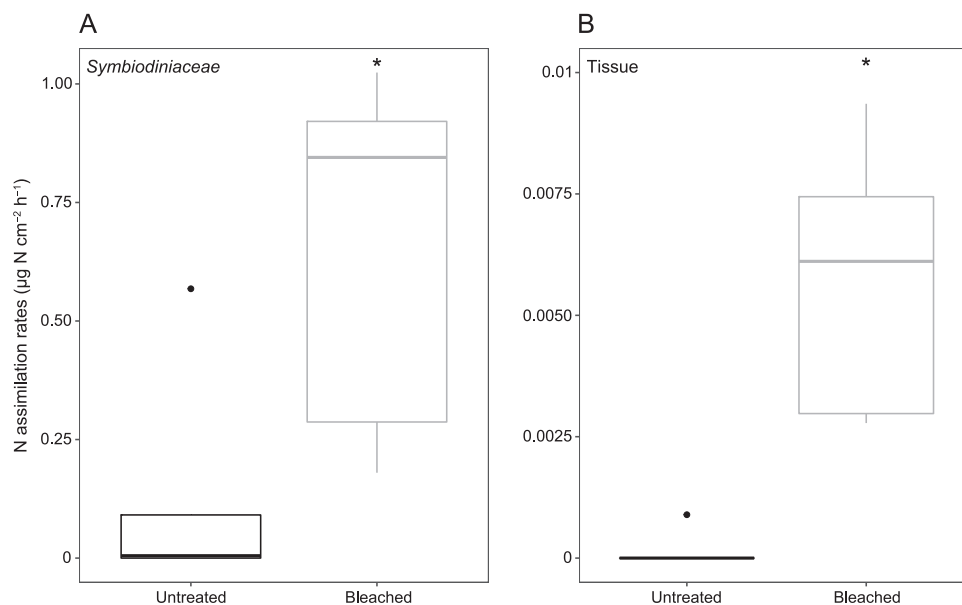 A
B
Symbiodiniaceae
*
Tissue
*
N assimilation rates (µg N cm⁻² h⁻¹)
1.00
0.75
0.50
0.25
0
0.01
0.0075
0.0050
0.0025
0
Untreated
Bleached
Untreated
Bleached